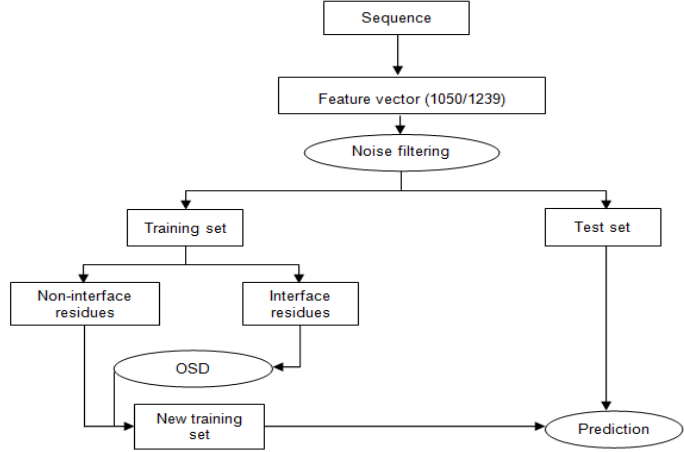 Sequence
Feature vector (1050/1239)
Noise filtering
Training set
Test set
Non-interface
residues
Interface
residues
OSD
New training
set
Prediction